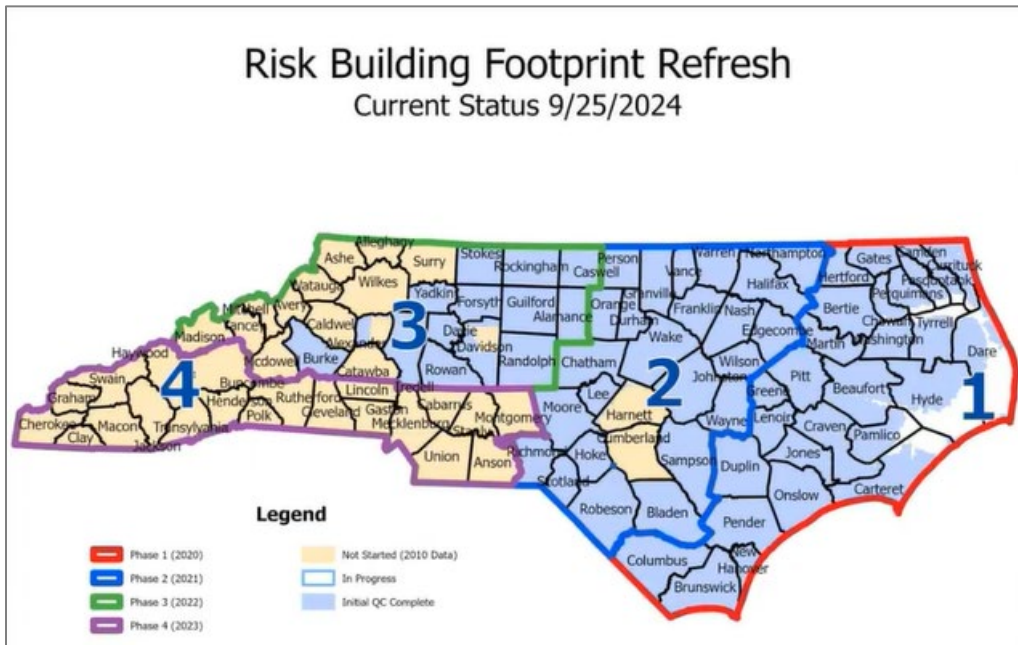 Risk Building Footprint Refresh
Current Status 9/25/2024
Alleghany
Ashe
Surry
Stokes
Rockingham
Caswell
Person
Warren
Northampton
Gates
Camden
Currituck
Pasquotank
Hertford
Vance
Granville
Halifax
Watauga
Wilkes
Yadkin
Forsyth
Guilford
Alamance
Orange
Durham
Franklin
Nash
Bertie
Perquimans
Chowan
Mitchell
Avery
Yancey
Caldwell
Alexander
3
Davie
Davidson
Randolph
Chatham
Wake
Edgecombe
Martin
Washington
Tyrrell
Dare
Madison
Haywood
Mcdowell
Burke
Catawba
Rowan
Wilson
Pitt
Beaufort
Hyde
1
Swain
Graham
4
Buncombe
Henderson
Rutherford
Lincoln
Iredell
Cabarrus
Montgomery
Moore
Lee
2
Johnston
Greene
Cherokee
Clay
Macon
Jackson
Transylvania
Polk
Cleveland
Gaston
Mecklenburg
Stanly
Harnett
Wayne
Lenoir
Craven
Pamlico
Union
Anson
Richmond
Hoke
Cumberland
Sampson
Duplin
Jones
Carteret
Scotland
Robeson
Bladen
Onslow
Pender
Columbus
New
Hanover
Brunswick
Legend
Phase 1 (2020)
Phase 2 (2021)
Phase 3 (2022)
Phase 4 (2023)
Not Started (2010 Data)
In Progress
Initial QC Complete